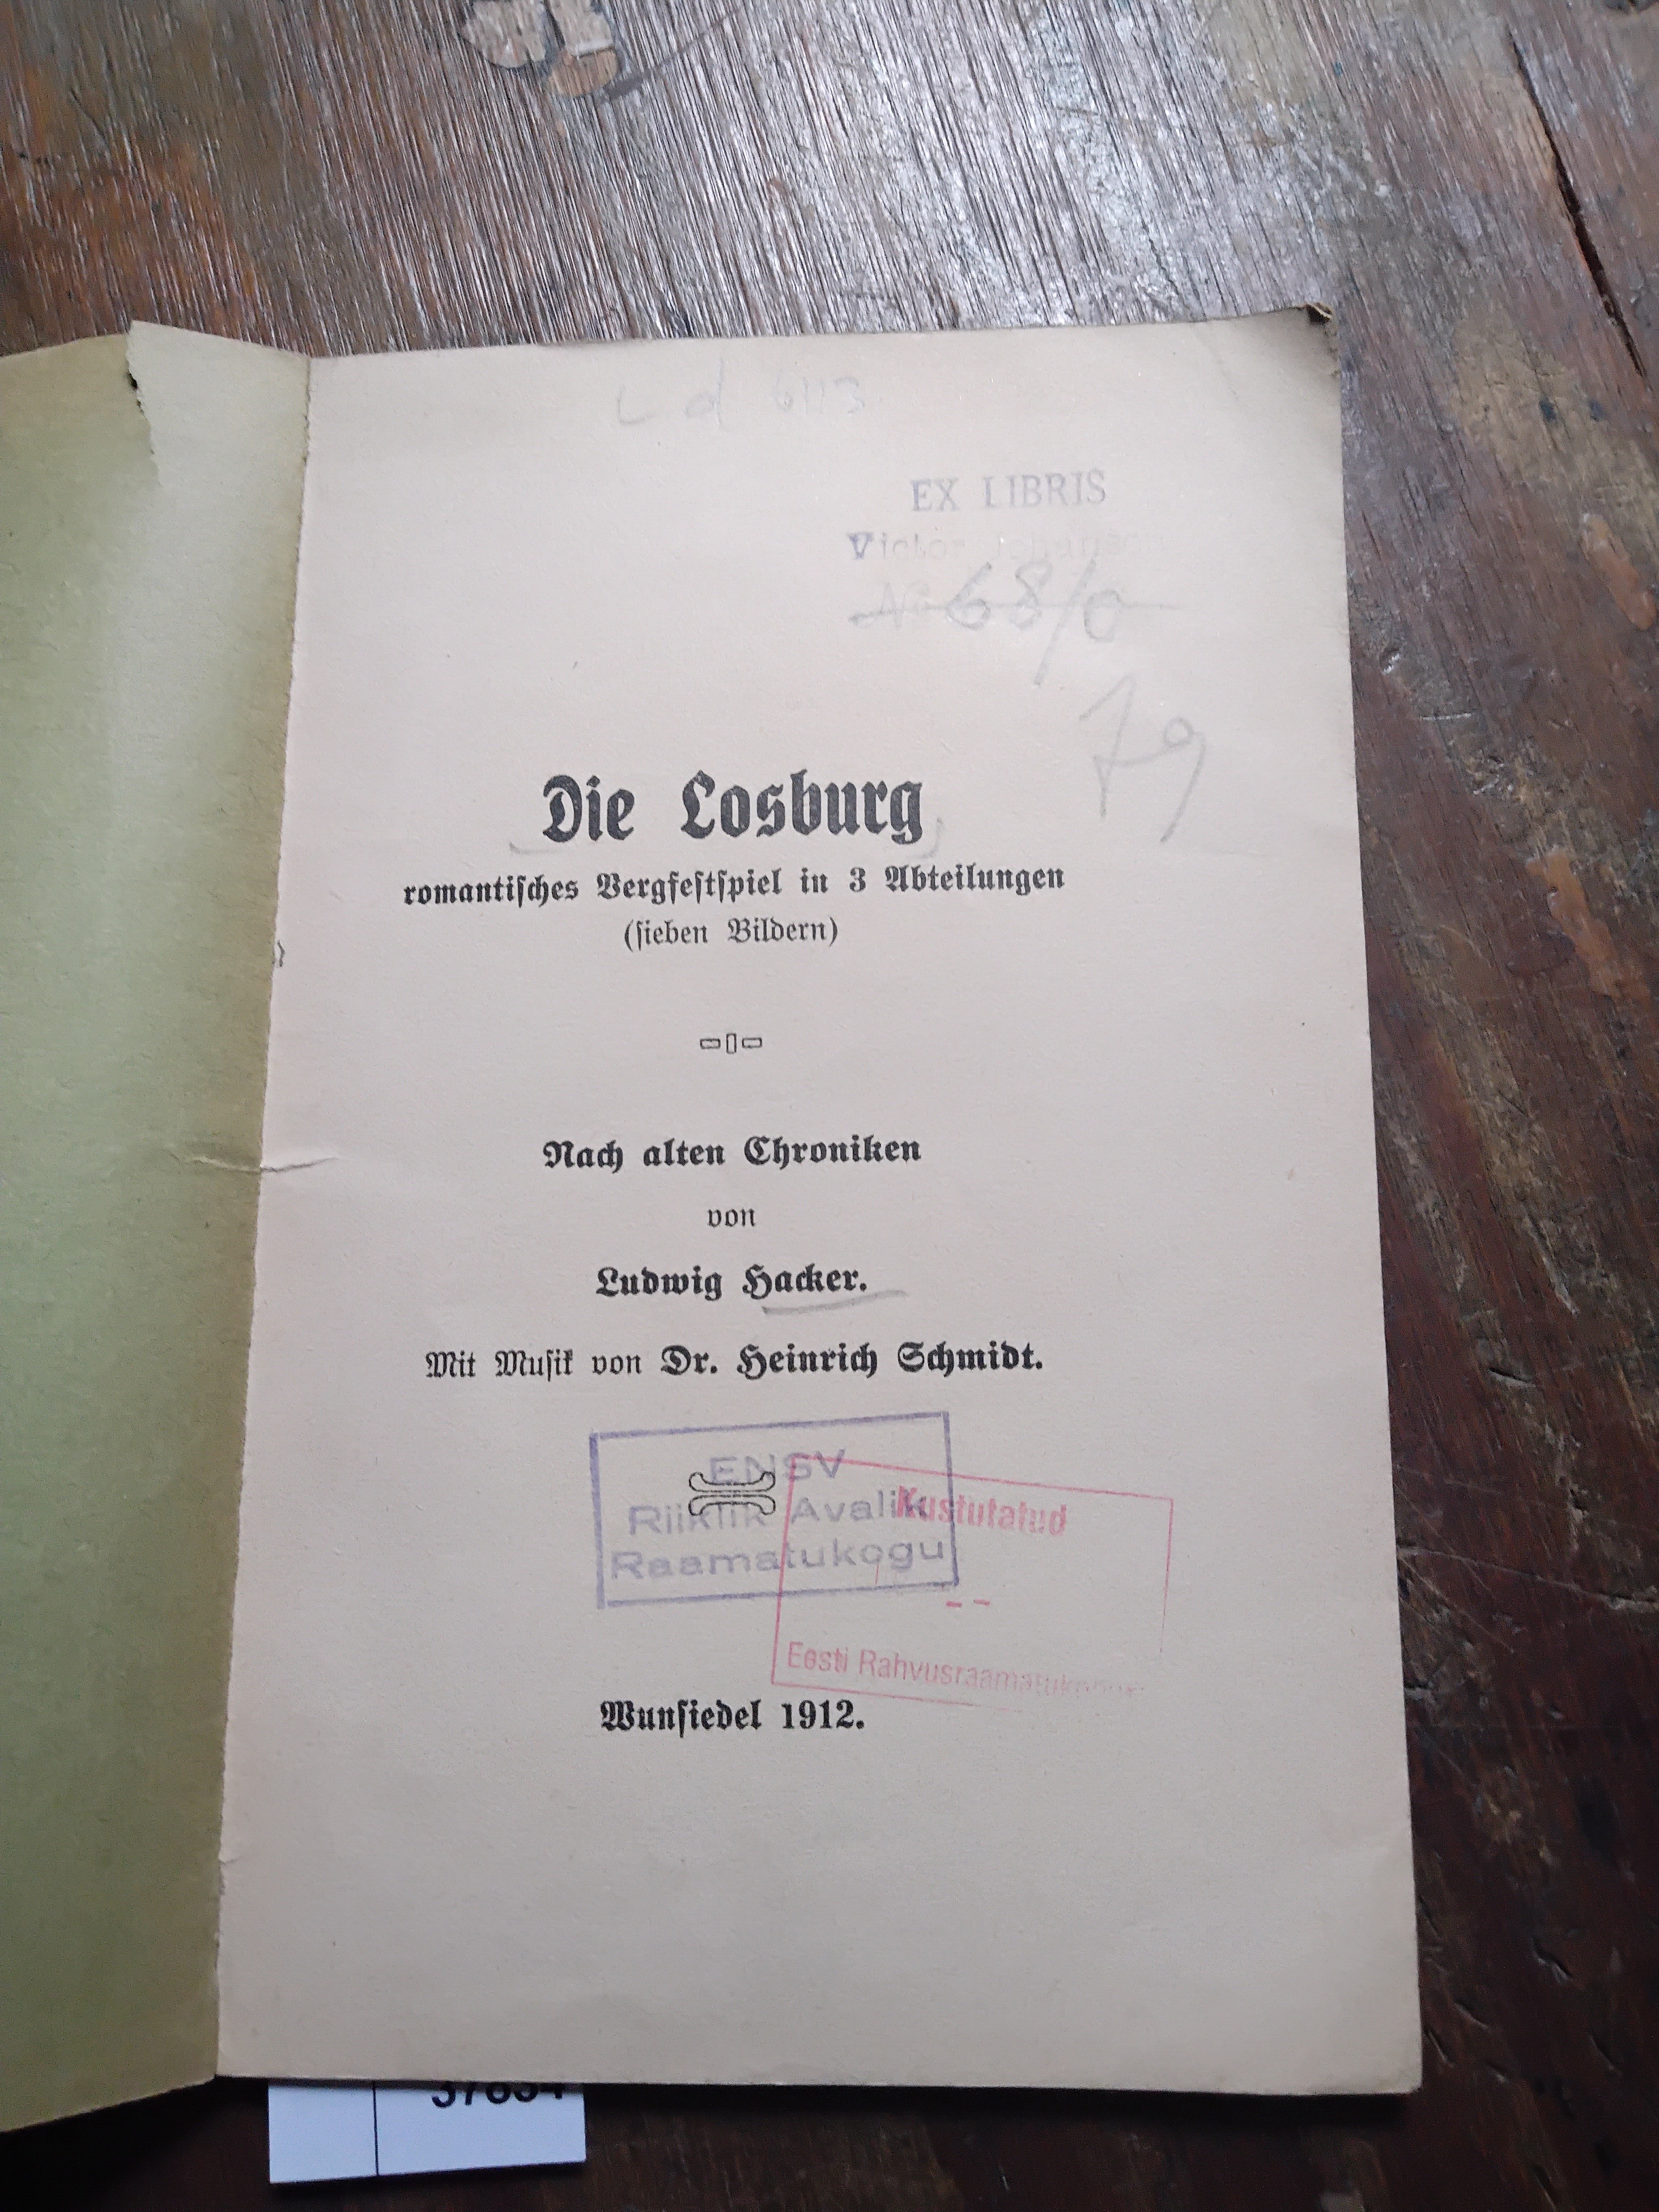 L d 6113
EX LIBRIS
Victor
No 68/0
79
Die Losburg
romantiſches Bergfeſtſpiel in 3 Abteilungen
(ſieben Bildern)
Nach alten Chroniken
von
Ludwig Hacker.
Mit Muſik von Dr. Heinrich Schmidt.
ENSV
Riiklik Avalik
Raamatukogu
Kustutatud
Eesti Rahvusraamatukogu
Wunſiedel 1912.